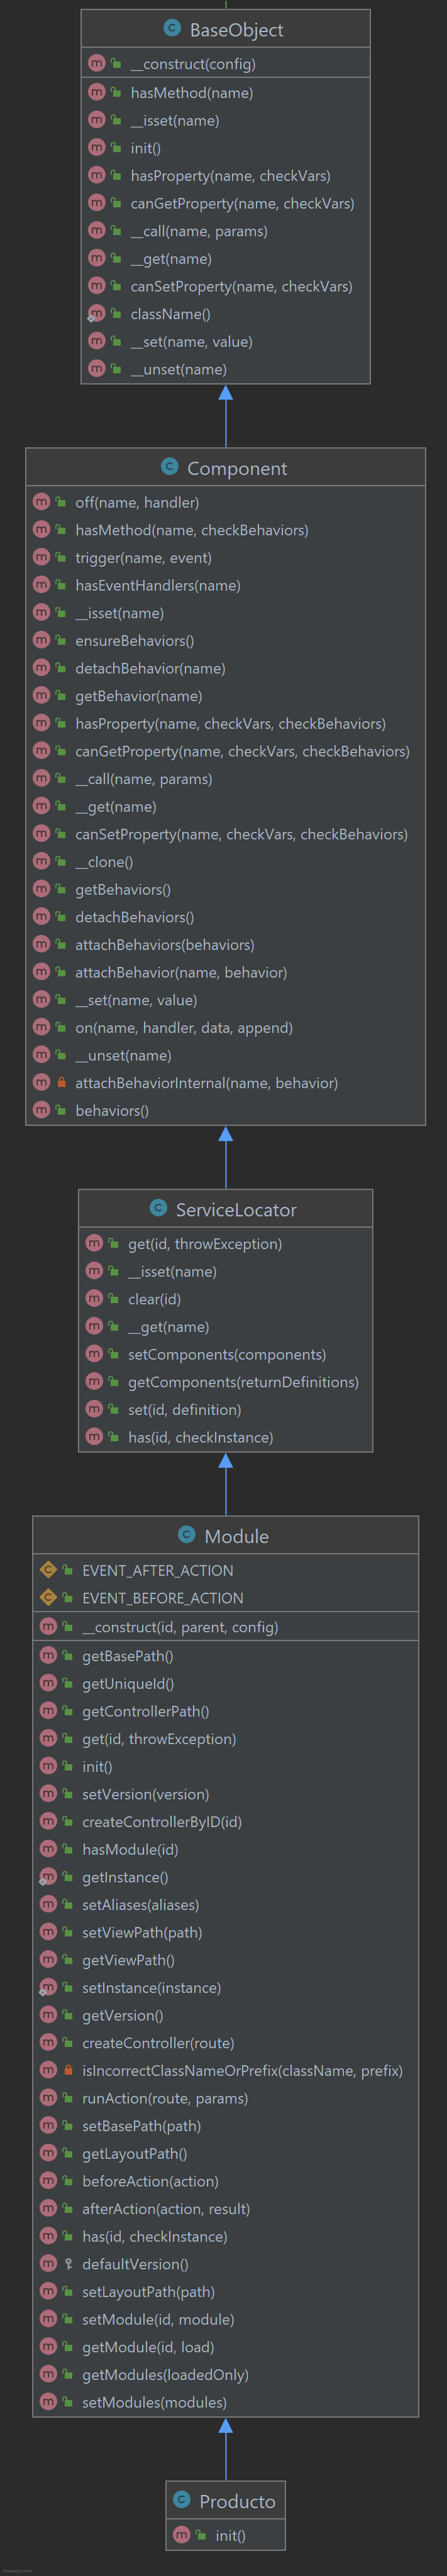 BaseObject
__construct(config)
hasMethod(name)
__isset(name)
init()
hasProperty(name, checkVars)
canGetProperty(name, checkVars)
__call(name, params)
__get(name)
canSetProperty(name, checkVars)
className()
__set(name, value)
__unset(name)
Component
off(name, handler)
hasMethod(name, checkBehaviors)
trigger(name, event)
hasEventHandlers(name)
__isset(name)
ensureBehaviors()
detachBehavior(name)
getBehavior(name)
hasProperty(name, checkVars, checkBehaviors)
canGetProperty(name, checkVars, checkBehaviors)
__call(name, params)
__get(name)
canSetProperty(name, checkVars, checkBehaviors)
__clone()
getBehaviors()
detachBehaviors()
attachBehaviors(behaviors)
attachBehavior(name, behavior)
__set(name, value)
on(name, handler, data, append)
__unset(name)
attachBehaviorInternal(name, behavior)
behaviors()
ServiceLocator
get(id, throwException)
__isset(name)
clear(id)
__get(name)
setComponents(components)
getComponents(returnDefinitions)
set(id, definition)
has(id, checkInstance)
Module
EVENT_AFTER_ACTION
EVENT_BEFORE_ACTION
__construct(id, parent, config)
getBasePath()
getUniqueId()
getControllerPath()
get(id, throwException)
init()
setVersion(version)
createControllerByID(id)
hasModule(id)
getInstance()
setAliases(aliases)
setViewPath(path)
getViewPath()
setInstance(instance)
getVersion()
createController(route)
isIncorrectClassNameOrPrefix(className, prefix)
runAction(route, params)
setBasePath(path)
getLayoutPath()
beforeAction(action)
afterAction(action, result)
has(id, checkInstance)
defaultVersion()
setLayoutPath(path)
setModule(id, module)
getModule(id, load)
getModules(loadedOnly)
setModules(modules)
Producto
init()
Powered by yFiles